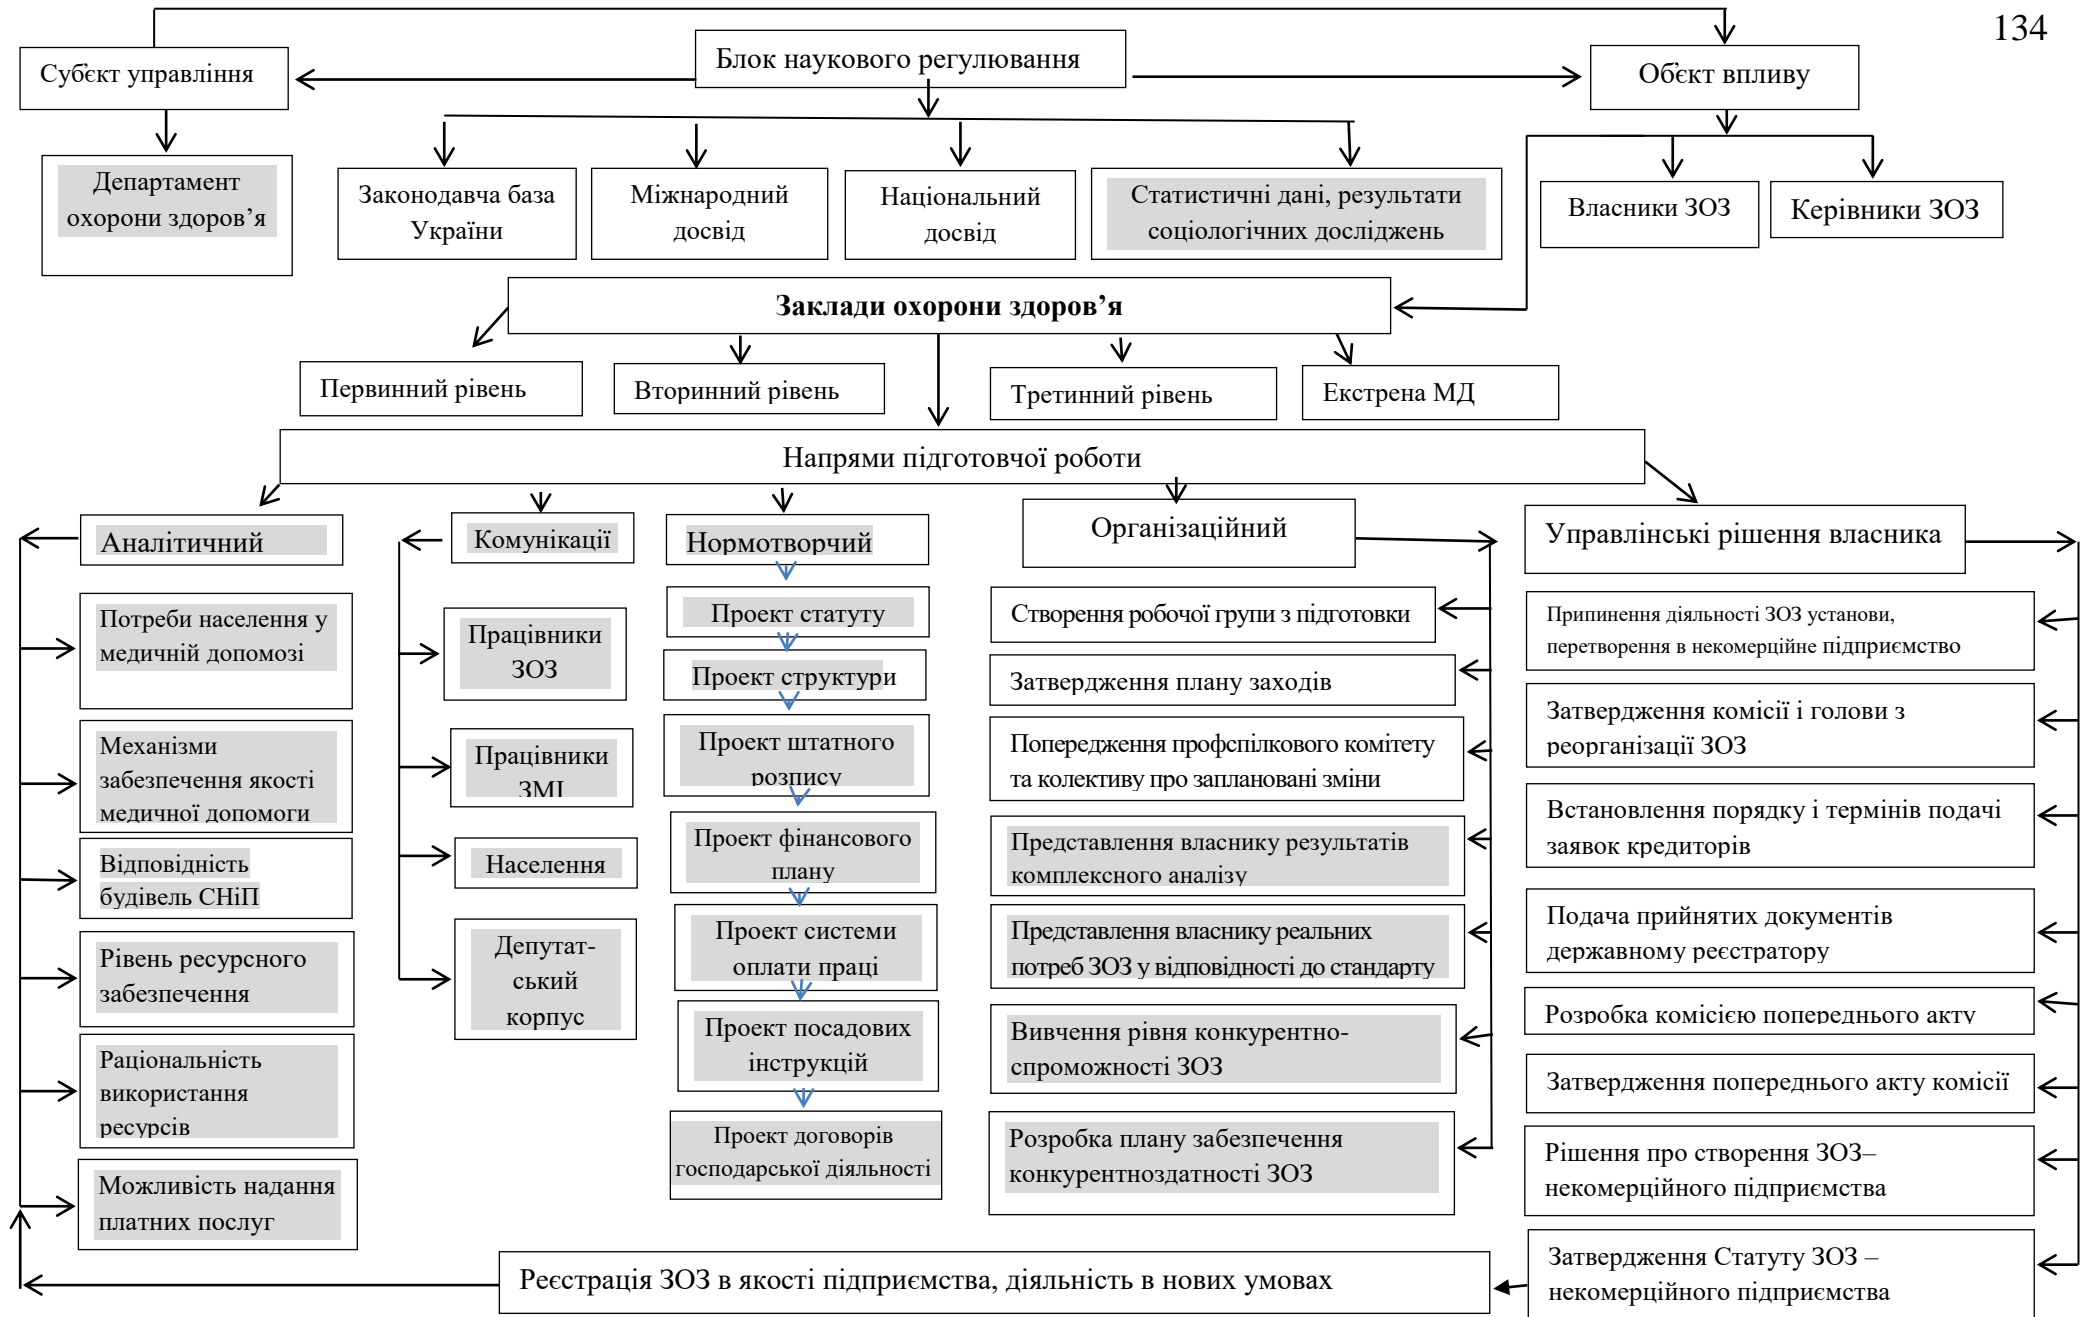 134
Суб'єкт управління
Блок наукового регулювання
Об'єкт впливу
Департамент
охорони здоров’я
Законодавча база
України
Міжнародний
досвід
Національний
досвід
Статистичні дані, результати
соціологічних досліджень
Власники ЗОЗ
Керівники ЗОЗ
Заклади охорони здоров’я
Первинний рівень
Вторинний рівень
Третинний рівень
Екстрена МД
Напрями підготовчої роботи
Аналітичний
Потреби населення у
медичній допомозі
Механізми
забезпечення якості
медичної допомоги
Відповідність
будівель СНіП
Рівень ресурсного
забезпечення
Раціональність
використання
ресурсів
Можливість надання
платних послуг
Комунікації
Працівники
ЗОЗ
Працівники
ЗМІ
Населення
Депутат-
ський
корпус
Нормотворчий
Проект статуту
Проект структури
Проект штатного
розпису
Проект фінансового
плану
Проект системи
оплати праці
Проект посадових
інструкцій
Проект договорів
господарської діяльності
Організаційний
Створення робочої групи з підготовки
Затвердження плану заходів
Попередження профспілкового комітету
та колективу про заплановані зміни
Представлення власнику результатів
комплексного аналізу
Представлення власнику реальних
потреб ЗОЗ у відповідності до стандарту
Вивчення рівня конкурентно-
спроможності ЗОЗ
Розробка плану забезпечення
конкурентноздатності ЗОЗ
Управлінські рішення власника
Припинення діяльності ЗОЗ установи,
перетворення в некомерційне підприємство
Затвердження комісії і голови з
реорганізації ЗОЗ
Встановлення порядку і термінів подачі
заявок кредиторів
Подача прийнятих документів
державному реєстратору
Розробка комісією попереднього акту
Затвердження попереднього акту комісії
Рішення про створення ЗОЗ–
некомерційного підприємства
Затвердження Статуту ЗОЗ –
некомерційного підприємства
Реєстрація ЗОЗ в якості підприємства, діяльність в нових умовах